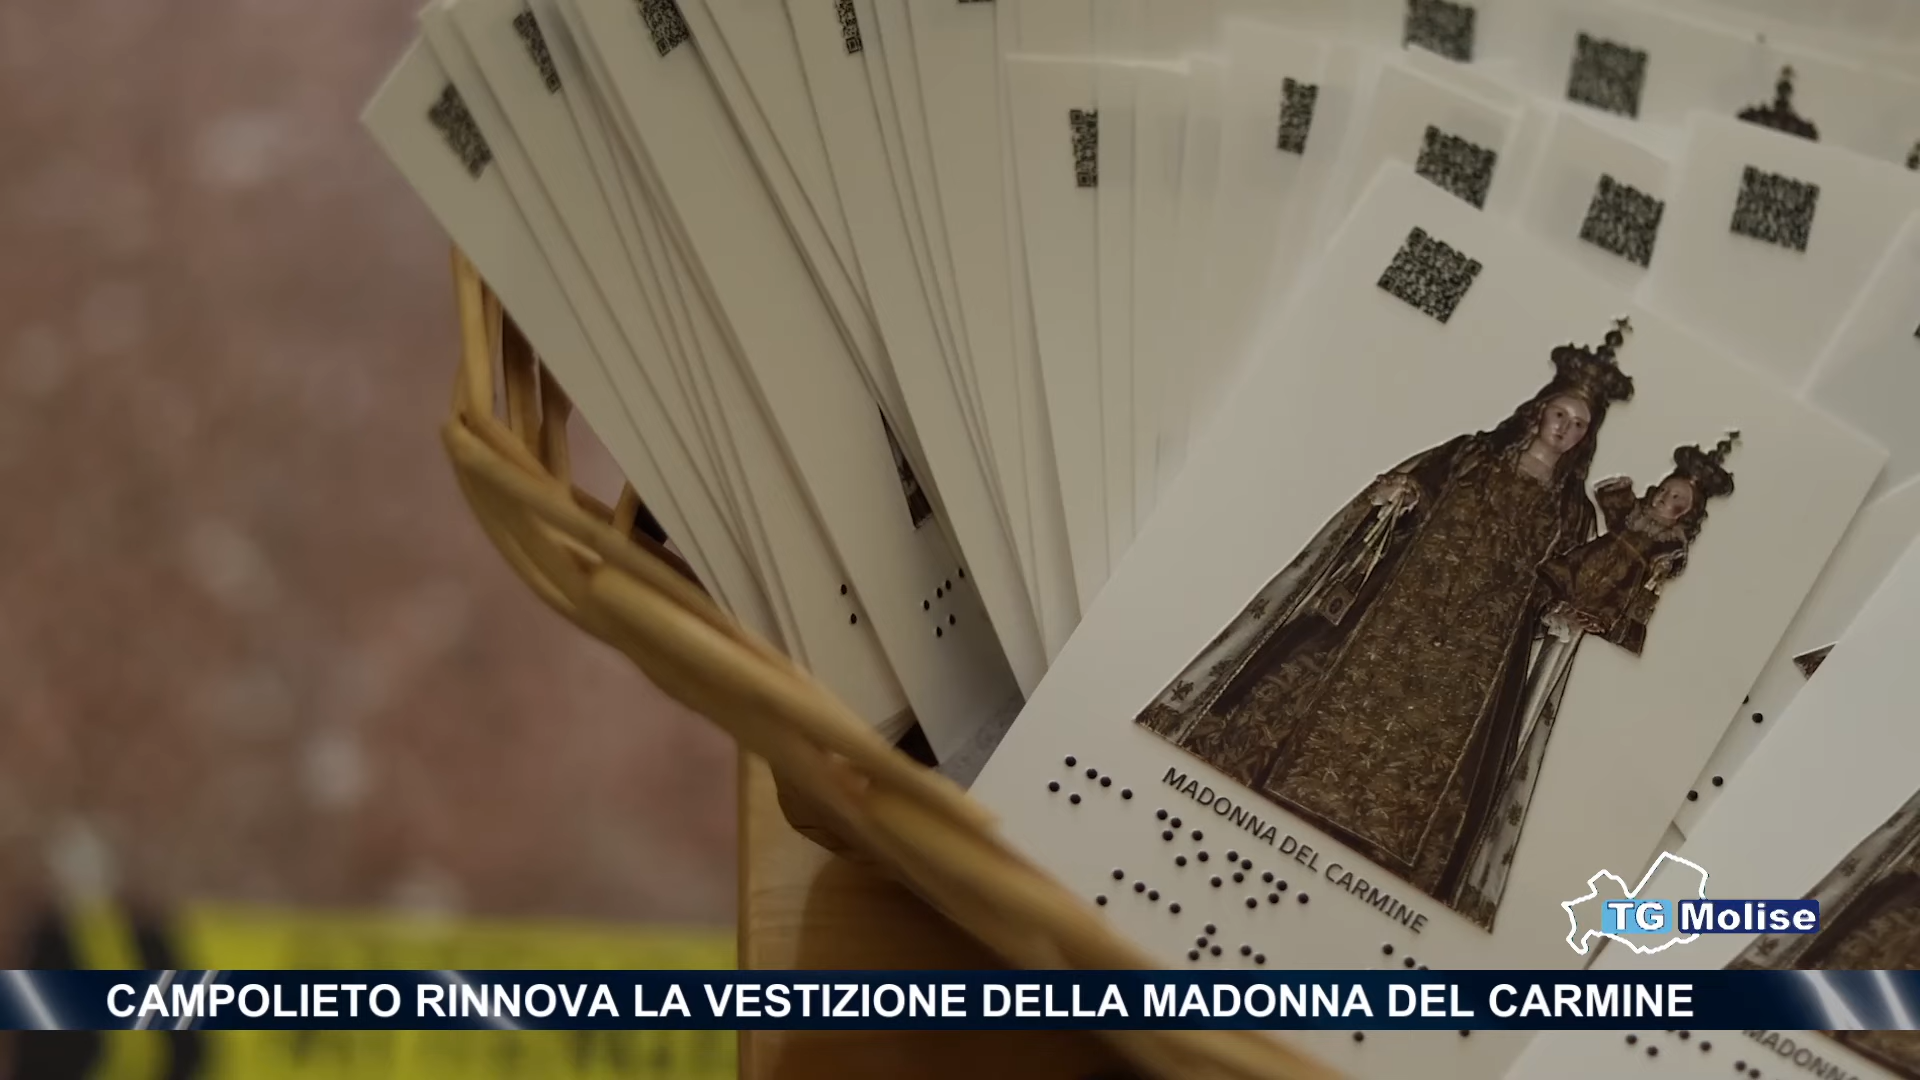 MADONNA DEL CARMINE
TG Molise
CAMPOLIETO RINNOVA LA VESTIZIONE DELLA MADONNA DEL CARMINE